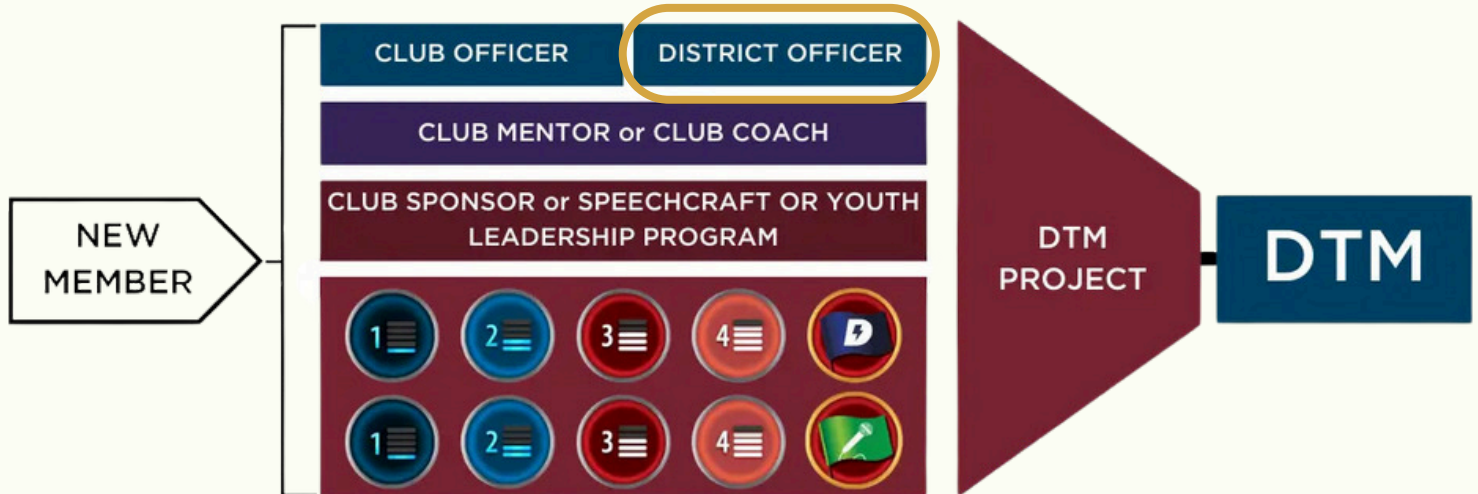 NEW
MEMBER
CLUB OFFICER
DISTRICT OFFICER
CLUB MENTOR or CLUB COACH
CLUB SPONSOR or SPEECHCRAFT OR YOUTH
LEADERSHIP PROGRAM
1 2 3 4 D
1 2 3 4
DTM
PROJECT
DTM